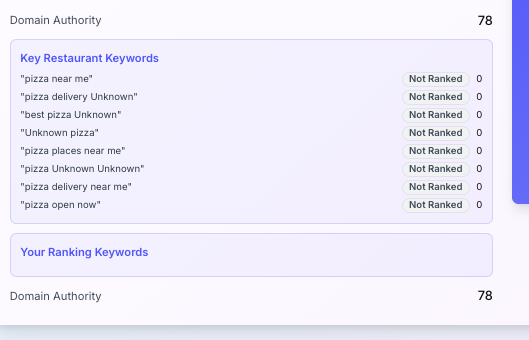 Domain Authority 78
Key Restaurant Keywords
"pizza near me" Not Ranked 0
"pizza delivery Unknown" Not Ranked 0
"best pizza Unknown" Not Ranked 0
"Unknown pizza" Not Ranked 0
"pizza places near me" Not Ranked 0
"pizza Unknown Unknown" Not Ranked 0
"pizza delivery near me" Not Ranked 0
"pizza open now" Not Ranked 0
Your Ranking Keywords
Domain Authority 78